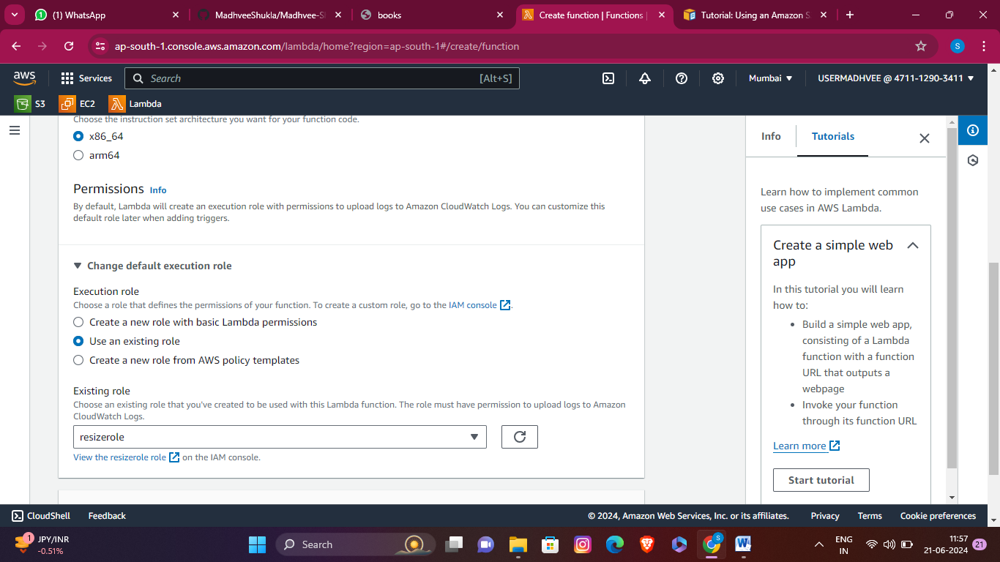 (1) WhatsApp
MadhveeShukla/Madhvee-S
books
Create function | Functions |
Tutorial: Using an Amazon S
ap-south-1.console.aws.amazon.com/lambda/home?region=ap-south-1#/create/function
S
aws
Services
Search
[Alt+S]
Mumbai
USERMADHVEE @ 4711-1290-3411
S3
EC2
Lambda
Choose the instruction set architecture you want for your function code.
x86_64
arm64
Permissions Info
By default, Lambda will create an execution role with permissions to upload logs to Amazon CloudWatch Logs. You can customize this
default role later when adding triggers.
Change default execution role
Execution role
Choose a role that defines the permissions of your function. To create a custom role, go to the IAM console.
Create a new role with basic Lambda permissions
Use an existing role
Create a new role from AWS policy templates
Existing role
Choose an existing role that you've created to be used with this Lambda function. The role must have permission to upload logs to Amazon
CloudWatch Logs.
resizerole
View the resizerole role on the IAM console.
Info
Tutorials
Learn how to implement common
use cases in AWS Lambda.
Create a simple web
app
In this tutorial you will learn
how to:
• Build a simple web app,
consisting of a Lambda
function with a function
URL that outputs a
webpage
• Invoke your function
through its function URL
Learn more
Start tutorial
CloudShell
Feedback
© 2024, Amazon Web Services, Inc. or its affiliates.
Privacy
Terms
Cookie preferences
1
JPY/INR
-0.51%
Search
S
W
ENG
IN
11:57
21-06-2024
21